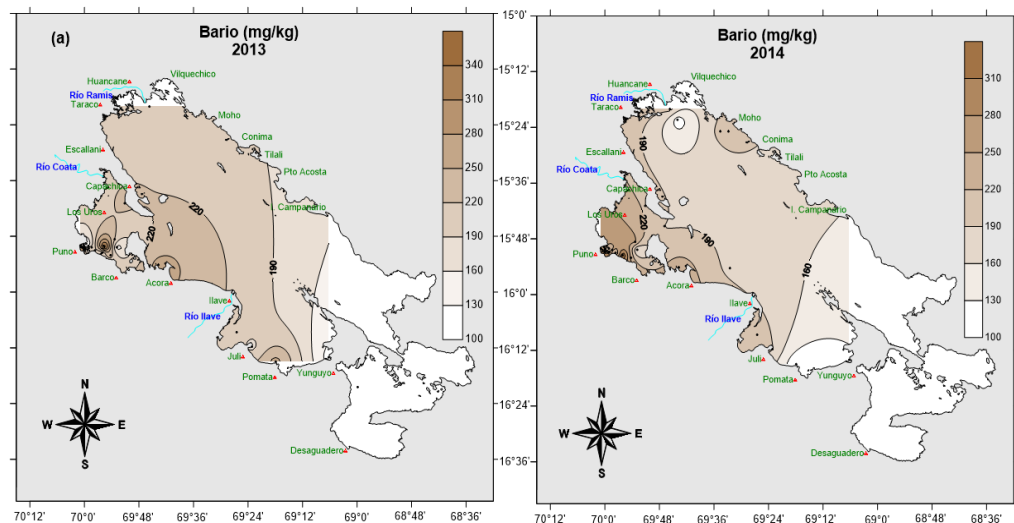 (a)
Bario (mg/kg)
2013
340
310
280
250
220
190
160
130
100
Vilquechico
Huancane
Río Ramis
Taraco
Moho
Conima
Escallani
Tilali
Río Coata
Pto Acosta
Capachica
Los Uros
220
Campanario
220
Puno
190
Barco
Acora
Ilave
Río Ilave
Juli
Pomata
Yunguyo
Desaguadero
N
W E
S
70°12' 70°0' 69°48' 69°36' 69°24' 69°12' 69°0' 68°48' 68°36'
15°0'
15°12'
15°24'
15°36'
15°48'
16°0'
16°12'
16°24'
16°36'
Bario (mg/kg)
2014
310
280
250
220
190
160
130
100
Vilquechico
Huancane
Río Ramis
Taraco
Moho
190
Conima
Escallani
Tilali
Río Coata
Pto Acosta
Capachica
Los Uros
I. Campanario
220
190
Puno
160
Barco
Acora
Ilave
Río Ilave
Juli
Pomata
Yunguyo
Desaguadero
N
W E
S
70°12' 70°0' 69°48' 69°36' 69°24' 69°12' 69°0' 68°48' 68°36'